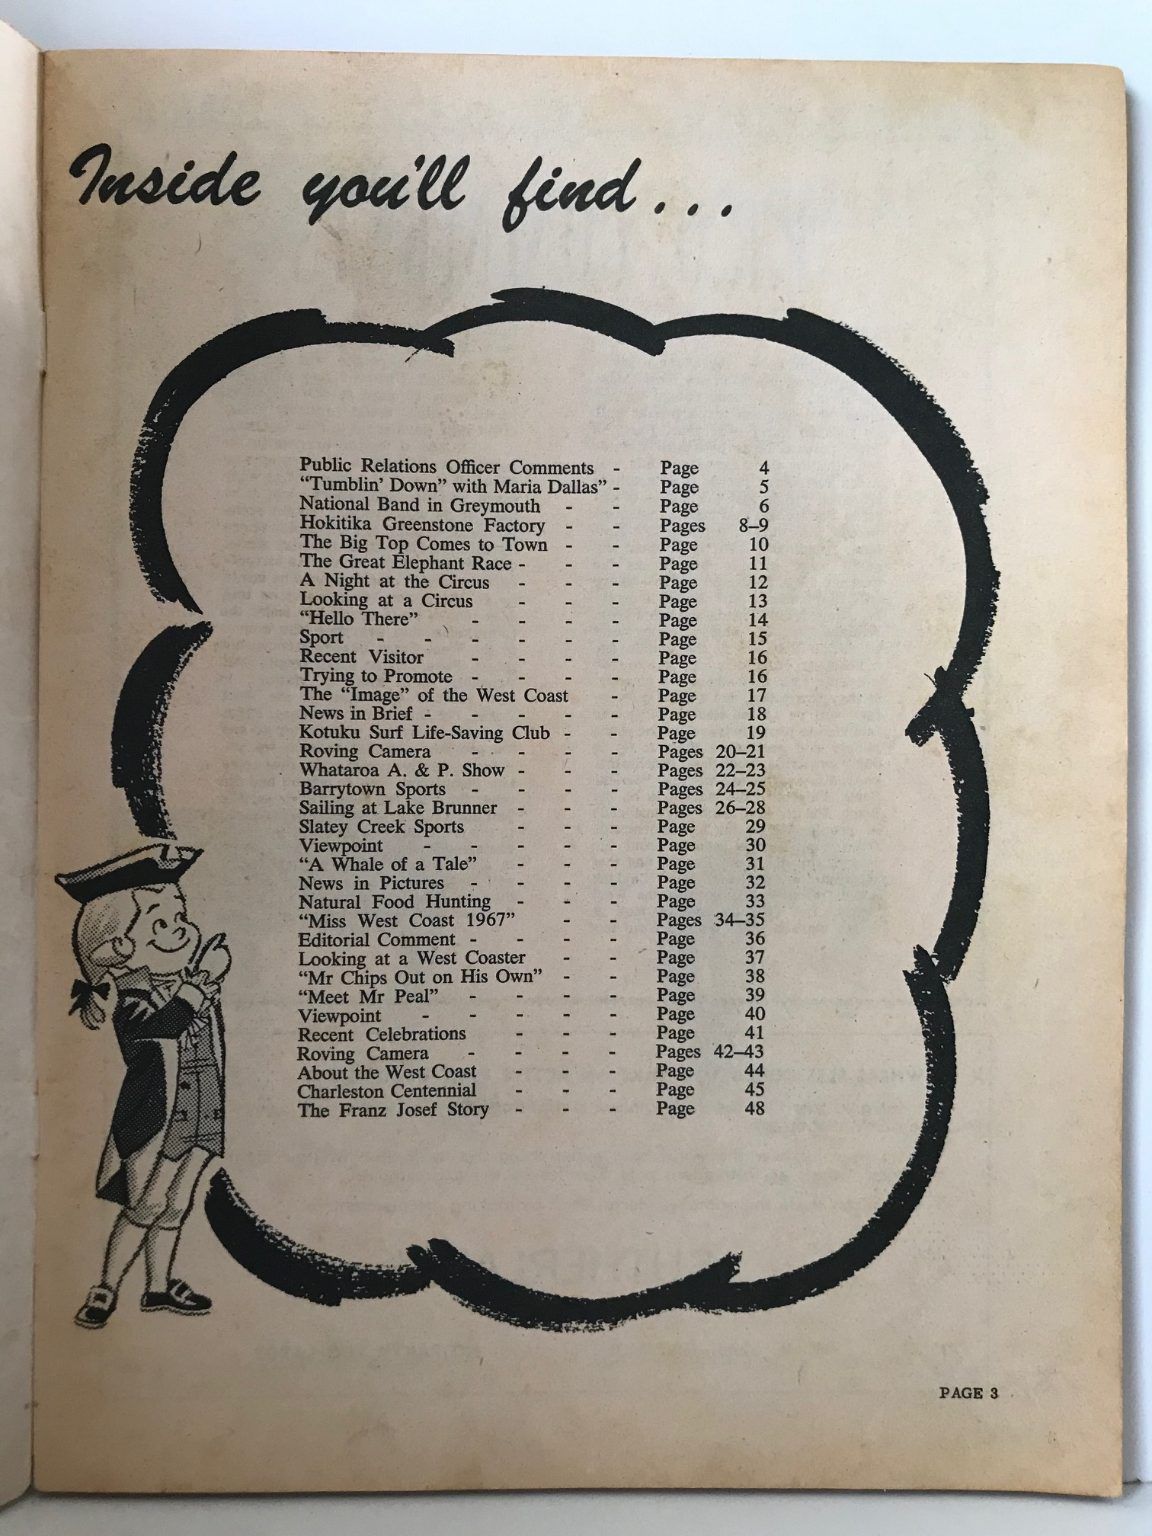 Inside you'll find...
Public Relations Officer Comments - Page 4
“Tumblin’ Down” with Maria Dallas” - Page 5
National Band in Greymouth - - Page 6
Hokitika Greenstone Factory - - Pages 8–9
The Big Top Comes to Town - - Page 10
The Great Elephant Race - - - Page 11
A Night at the Circus - - - Page 12
Looking at a Circus - - - Page 13
“Hello There” - - - - Page 14
Sport - - - - - - Page 15
Recent Visitor - - - - Page 16
Trying to Promote - - - - Page 16
The “Image” of the West Coast - Page 17
News in Brief - - - - - Page 18
Kotuku Surf Life-Saving Club - - Page 19
Roving Camera - - - - Pages 20–21
Whataroa A. & P. Show - - - Pages 22–23
Barrytown Sports - - - - Pages 24–25
Sailing at Lake Brunner - - - Pages 26–28
Slatey Creek Sports - - - Page 29
Viewpoint - - - - - Page 30
“A Whale of a Tale” - - - Page 31
News in Pictures - - - - Page 32
Natural Food Hunting - - - Page 33
“Miss West Coast 1967” - - Pages 34–35
Editorial Comment - - - - Page 36
Looking at a West Coaster - - Page 37
“Mr Chips Out on His Own” - - Page 38
“Meet Mr Peal” - - - - Page 39
Viewpoint - - - - - Page 40
Recent Celebrations - - - Page 41
Roving Camera - - - - Pages 42–43
About the West Coast - - - Page 44
Charleston Centennial - - - Page 45
The Franz Josef Story - - - Page 48
PAGE 3